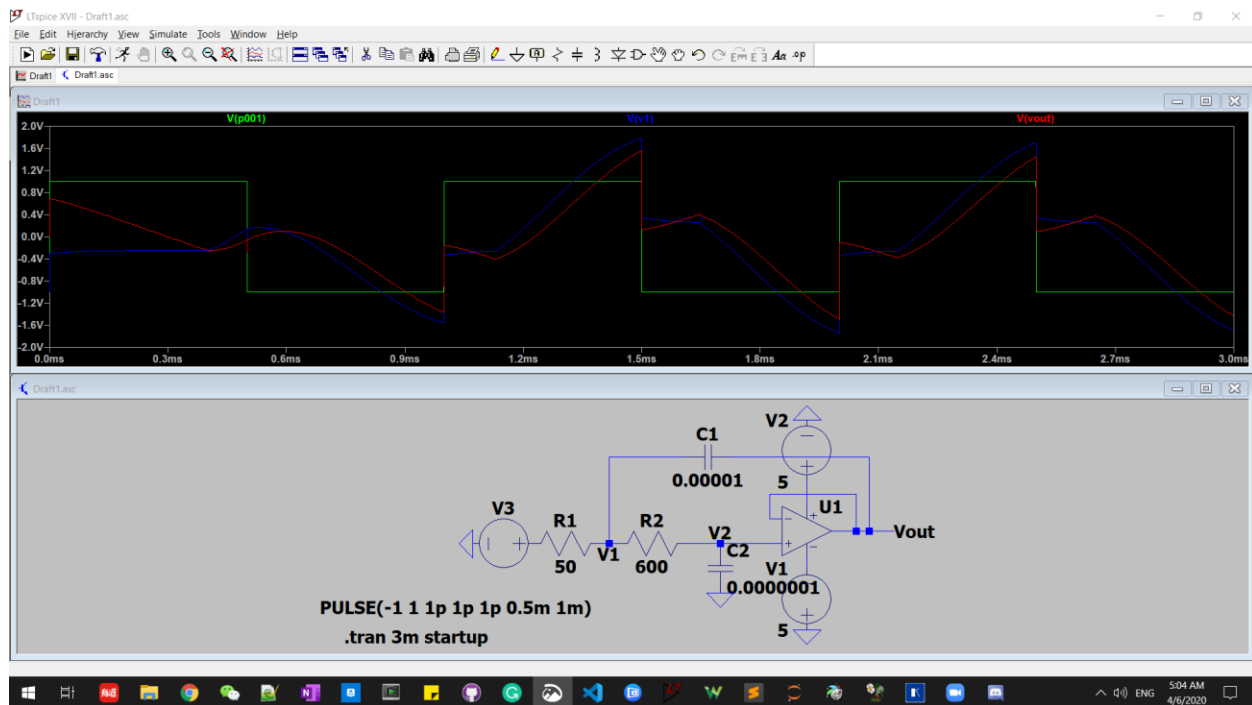 LTspice XVII - Draft1.asc
File Edit Hierarchy View Simulate Tools Window Help
Draft1 Draft1.asc
Draft1
V(p001) V(v1) V(vout)
2.0V
1.6V
1.2V
0.8V
0.4V
0.0V
-0.4V
-0.8V
-1.2V
-1.6V
-2.0V
0.0ms 0.3ms 0.6ms 0.9ms 1.2ms 1.5ms 1.8ms 2.1ms 2.4ms 2.7ms 3.0ms
Draft1.asc
V2
C1
0.00001
5
U1
V3
R1
R2
V2
Vout
V1
C2
50
600
V1
0.0000001
PULSE(-1 1 1p 1p 1p 0.5m 1m)
.tran 3m startup
5
ENG
5:04 AM
4/6/2020